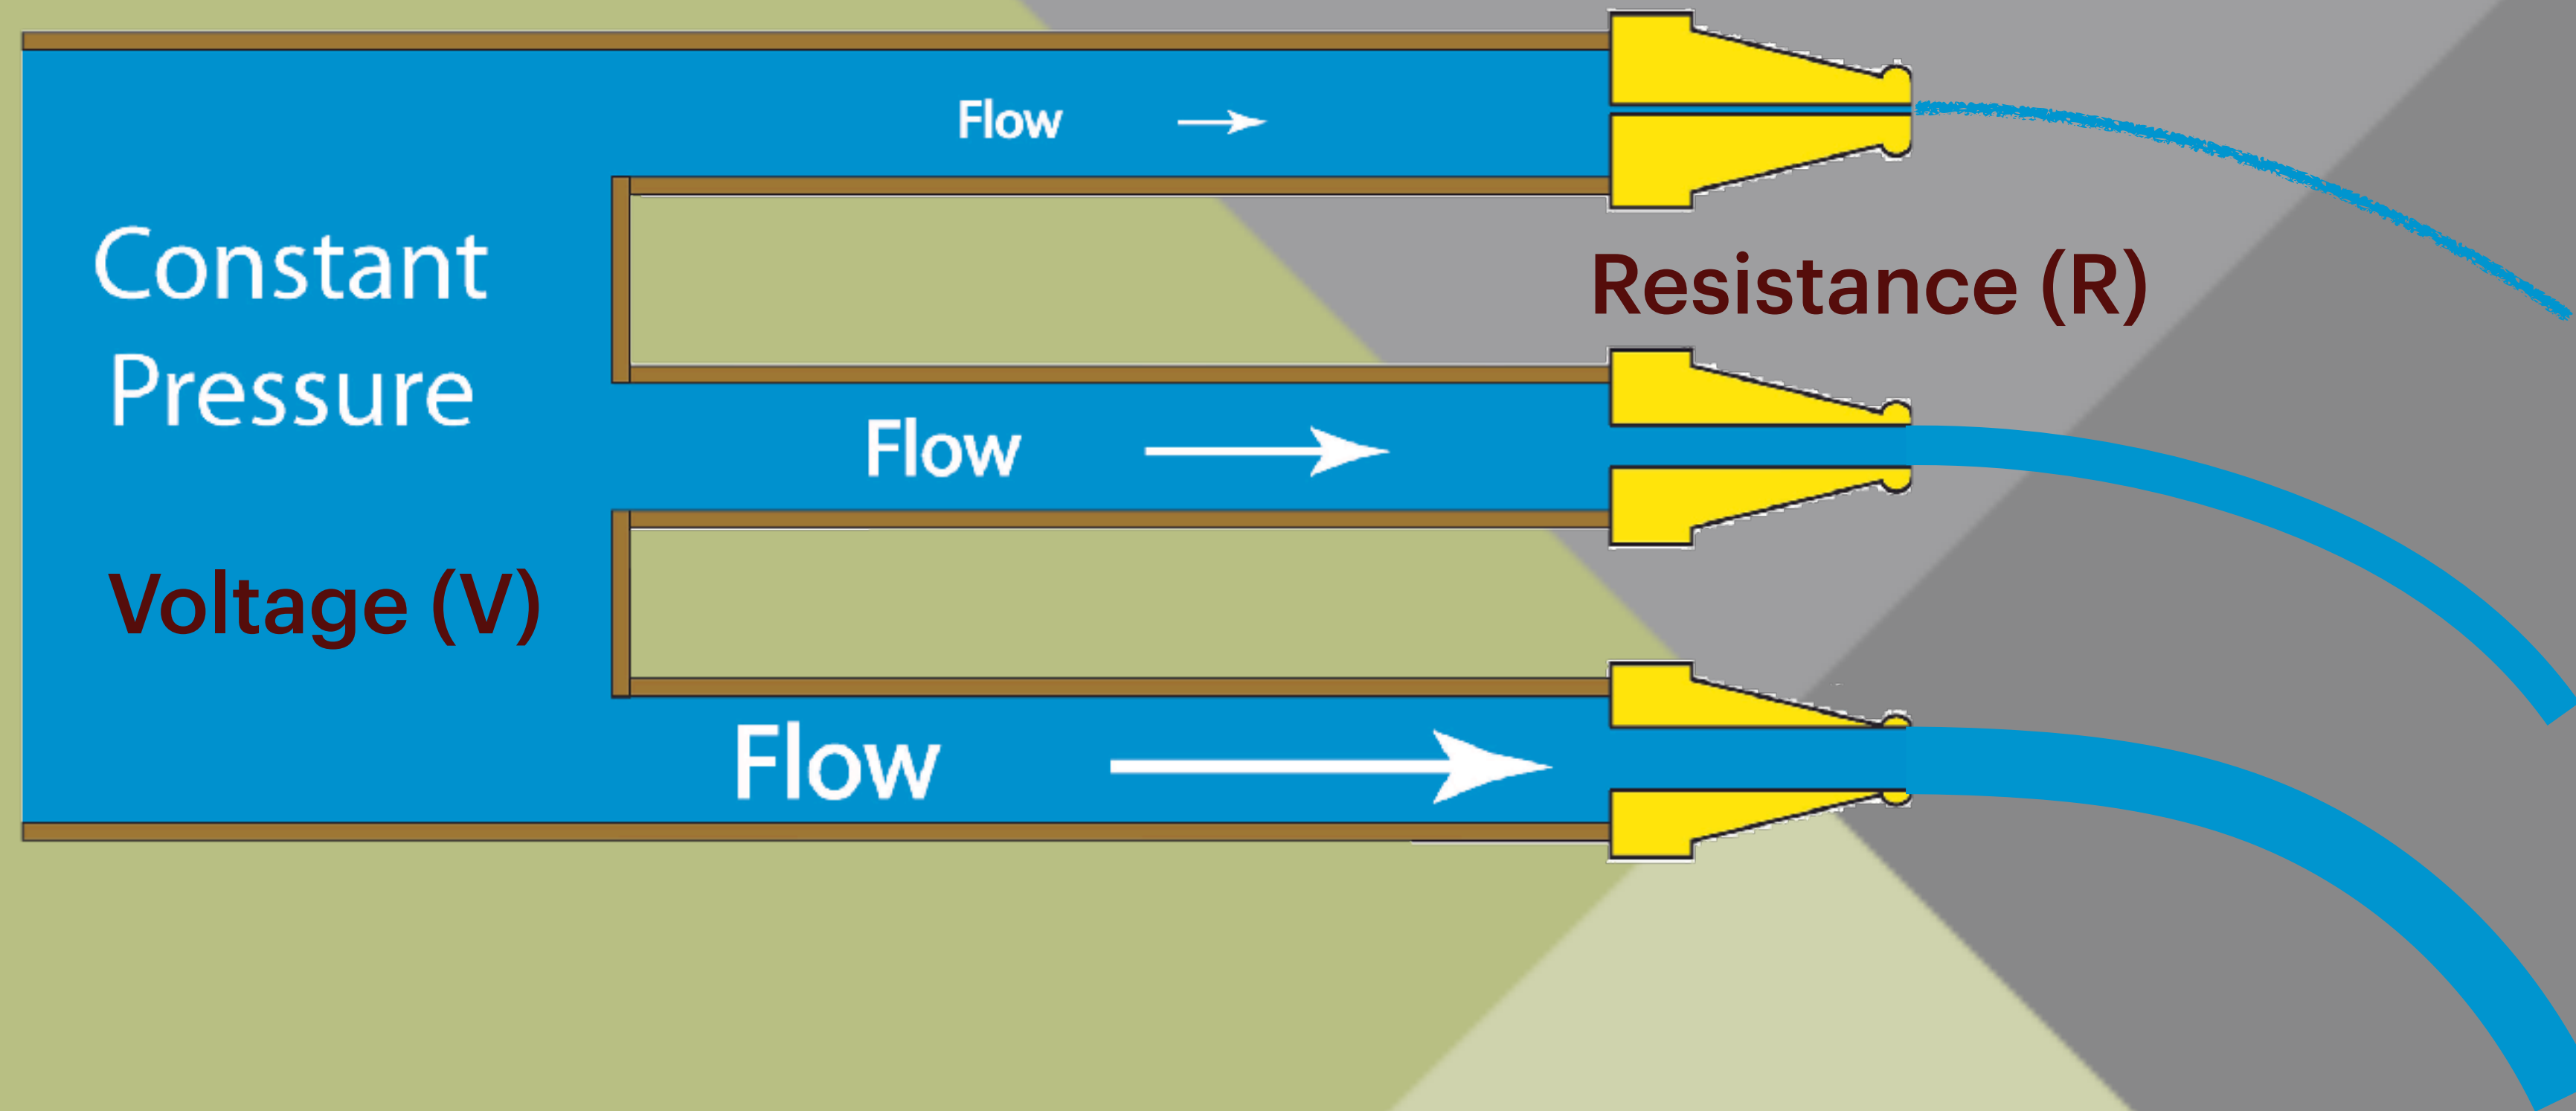 Flow
Constant
Pressure
Resistance (R)
Flow
Voltage (V)
Flow